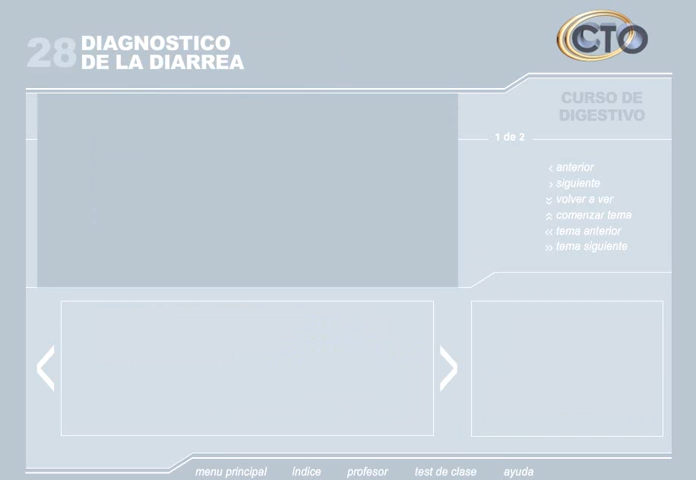 28 DIAGNOSTICO
DE LA DIARREA
CTO
CURSO DE
DIGESTIVO
1 de 2
‹ anterior
› siguiente
volver a ver
comenzar tema
« tema anterior
» tema siguiente
menu principal índice profesor test de clase ayuda